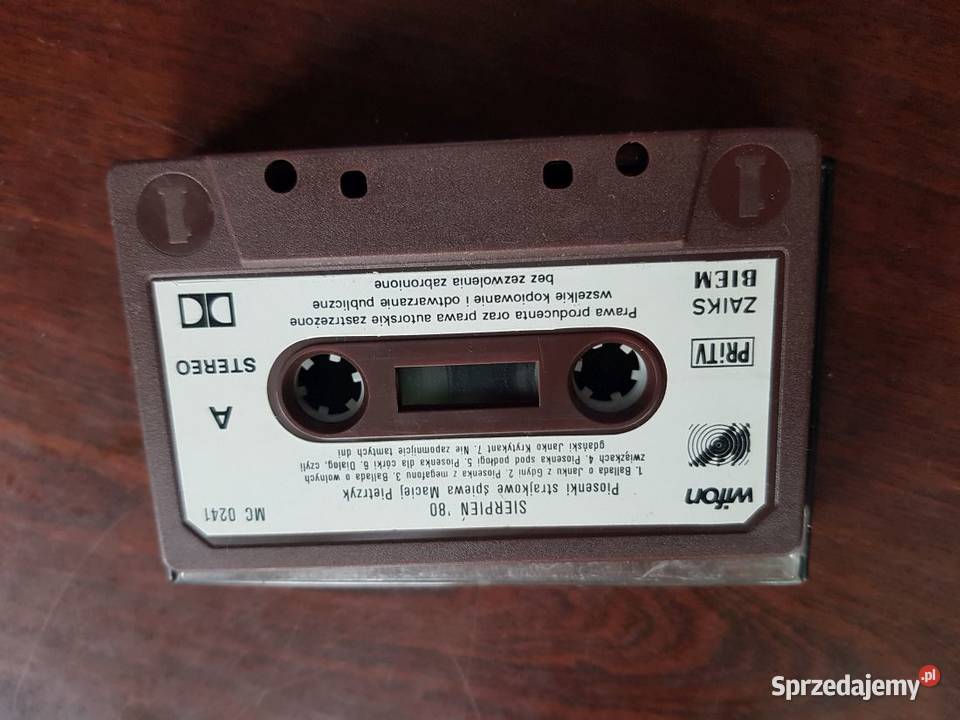 wifon
SIERPIEŃ '80
MC 0241
Piosenki strajkowe śpiewa Maciej Pietrzyk
1. Ballada o Janku z Gdyni 2. Piosenka z megafonu 3. Ballada o wolnych
związkach 4. Piosenka spod podłogi 5. Piosenka dla córki 6. Dialog, czyli
gdański Janko Krytykant 7. Nie zapomnijcie tamtych dni
A
PRiTV
STEREO
ZAIKS
BIEM
Prawa producenta oraz prawa autorskie zastrzeżone
wszelkie kopiowanie i odtwarzanie publiczne
bez zezwolenia zabronione
Sprzedajemy.pl